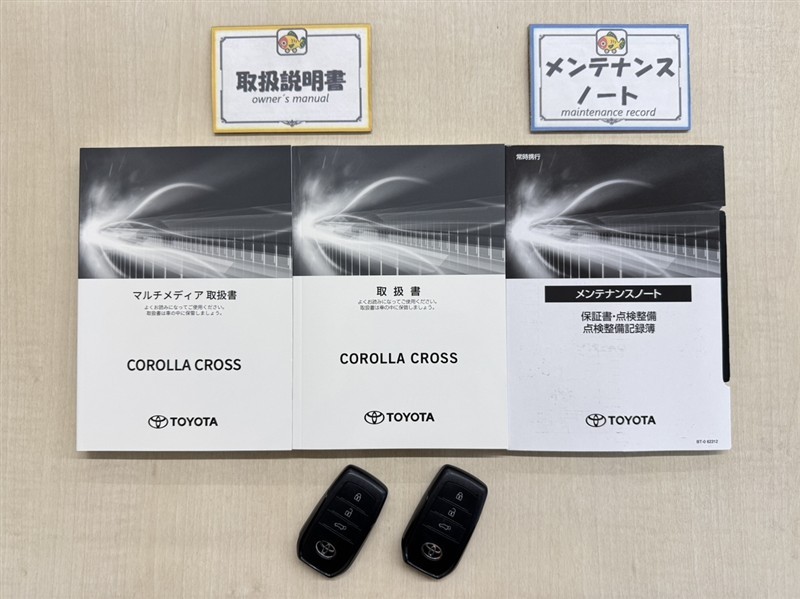 取扱説明書
owner's manual
メンテナンス
ノート
maintenance record
マルチメディア 取扱書
よくお読みになってご使用ください。
取扱書は車の中に保管しましょう。
COROLLA CROSS
TOYOTA
取扱書
よくお読みになってご使用ください。
取扱書は車の中に保管しましょう。
COROLLA CROSS
TOYOTA
常時携行
メンテナンスノート
保証書・点検整備
点検整備記録簿
TOYOTA